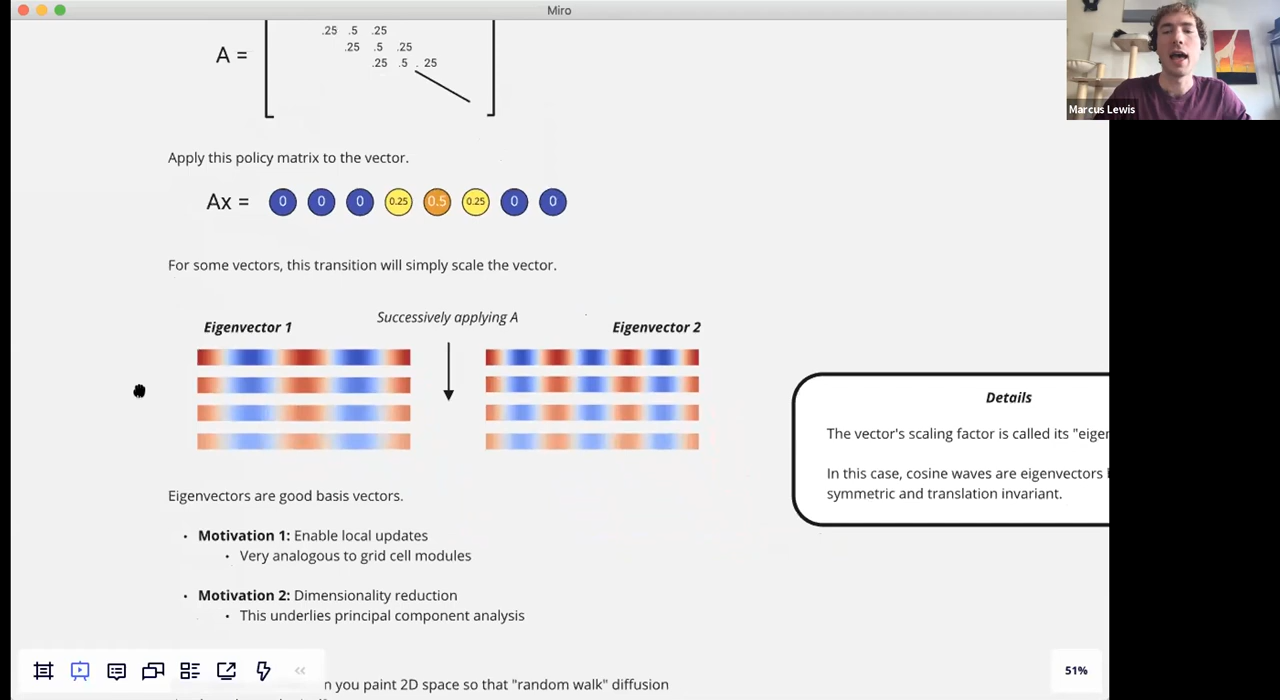 Miro
.25 .5 .25
.25 .5 .25
A =
.25 .5 . 25
Marcus Lewis
Apply this policy matrix to the vector.
Ax = 0 0 0 0.25 0.5 0.25 0 0
For some vectors, this transition will simply scale the vector.
Successively applying A
Eigenvector 1
Eigenvector 2
Details
The vector's scaling factor is called its "eiger
In this case, cosine waves are eigenvectors
symmetric and translation invariant.
Eigenvectors are good basis vectors.
• Motivation 1: Enable local updates
• Very analogous to grid cell modules
• Motivation 2: Dimensionality reduction
• This underlies principal component analysis
n you paint 2D space so that "random walk" diffusion
51%